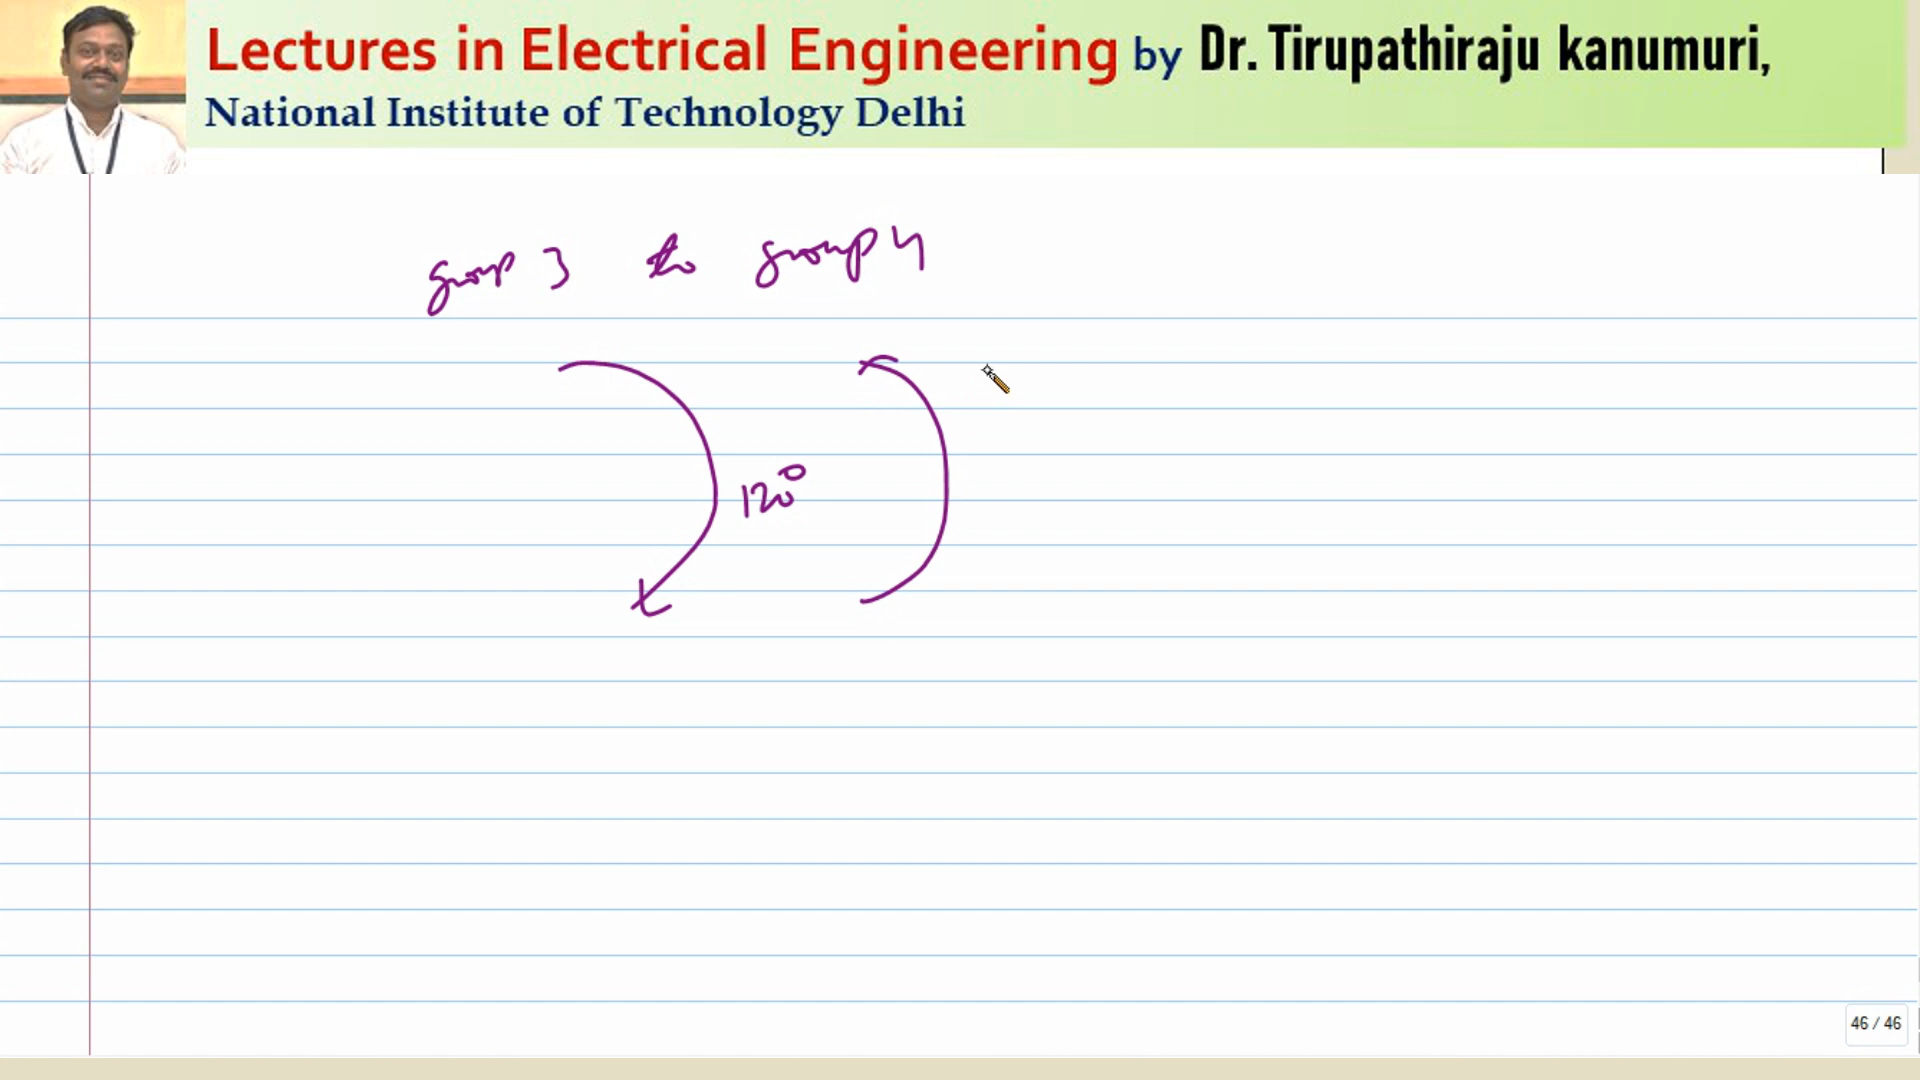 Lectures in Electrical Engineering by Dr. Tirupathiraju kanumuri,
National Institute of Technology Delhi
group 3 to group 4
120°
46 / 46